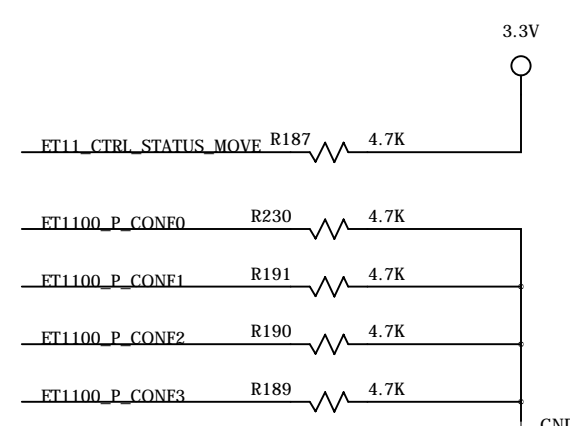 3.3V
ET11_CTRL_STATUS_MOVE R187 4.7K
ET1100_P_CONF0 R230 4.7K
ET1100_P_CONF1 R191 4.7K
ET1100_P_CONF2 R190 4.7K
ET1100_P_CONF3 R189 4.7K